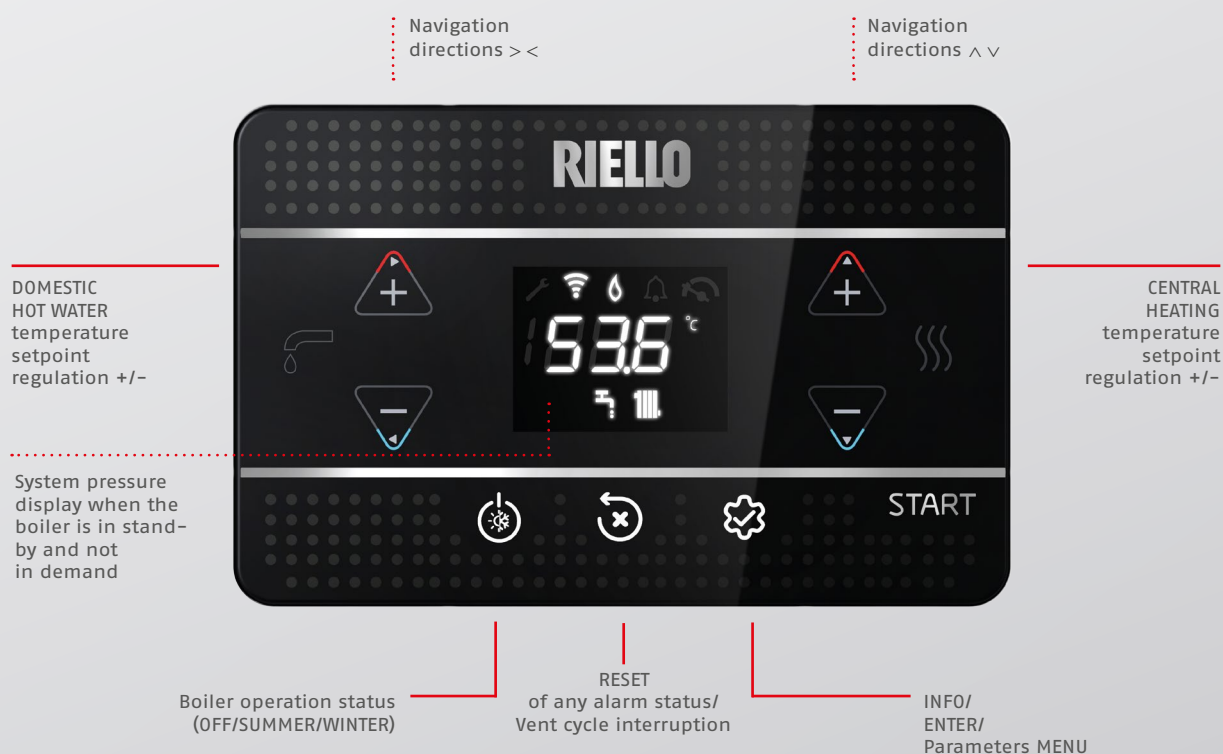 Navigation
directions > <
Navigation
directions ∧ ∨
RIELLO
DOMESTIC
HOT WATER
temperature
setpoint
regulation +/-
+
+
53.6 °C
CENTRAL
HEATING
temperature
setpoint
regulation +/-
−
−
System pressure
display when the
boiler is in stand-
by and not
in demand
START
Boiler operation status
(OFF/SUMMER/WINTER)
RESET
of any alarm status/
Vent cycle interruption
INFO/
ENTER/
Parameters MENU